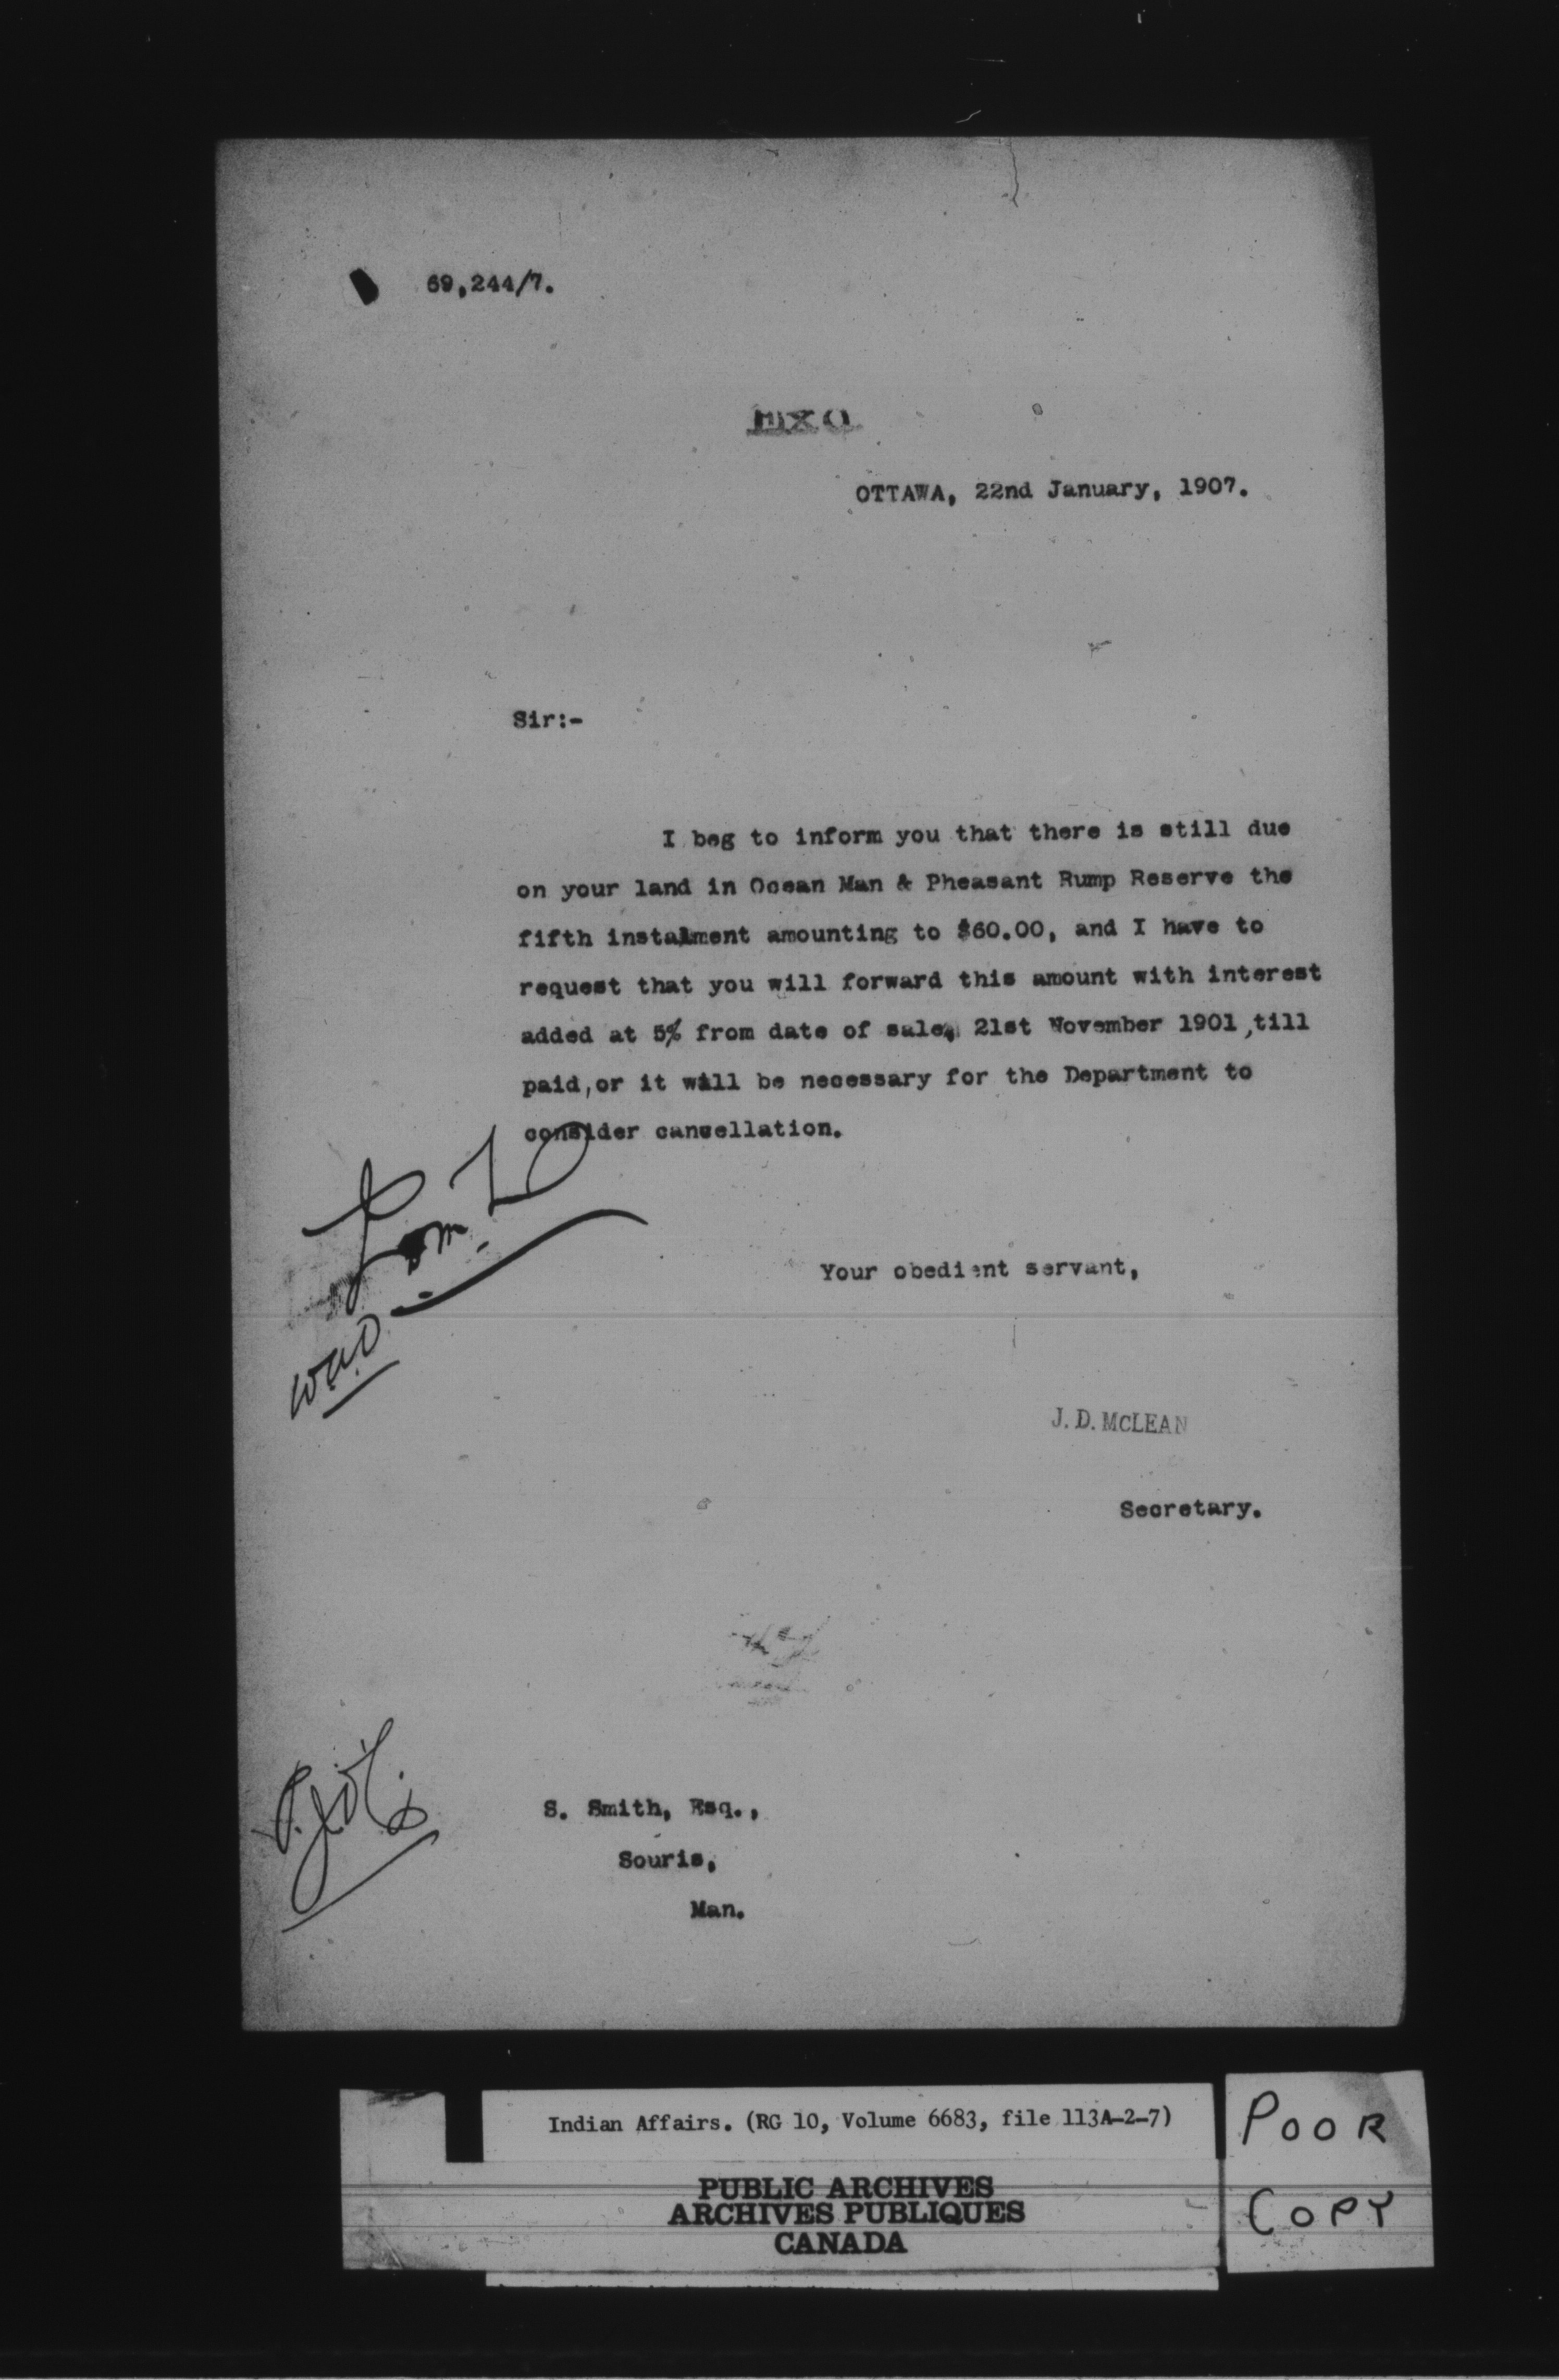 69,244/7.
OTTAWA, 22nd January, 1907.
Sir:-
I beg to inform you that there is still due
on your land in Ocean Man & Pheasant Rump Reserve the
fifth instalment amounting to $60.00, and I have to
request that you will forward this amount with interest
added at 5% from date of sale, 21st November 1901, till
paid, or it will be necessary for the Department to
consider cancellation.
Your obedient servant,
J. D. McLEAN
Secretary.
S. Smith, Esq.,
Souris,
Man.
Indian Affairs. (RG 10, Volume 6683, file 113A-2-7)
PUBLIC ARCHIVES
ARCHIVES PUBLIQUES
CANADA
POOR
COPY